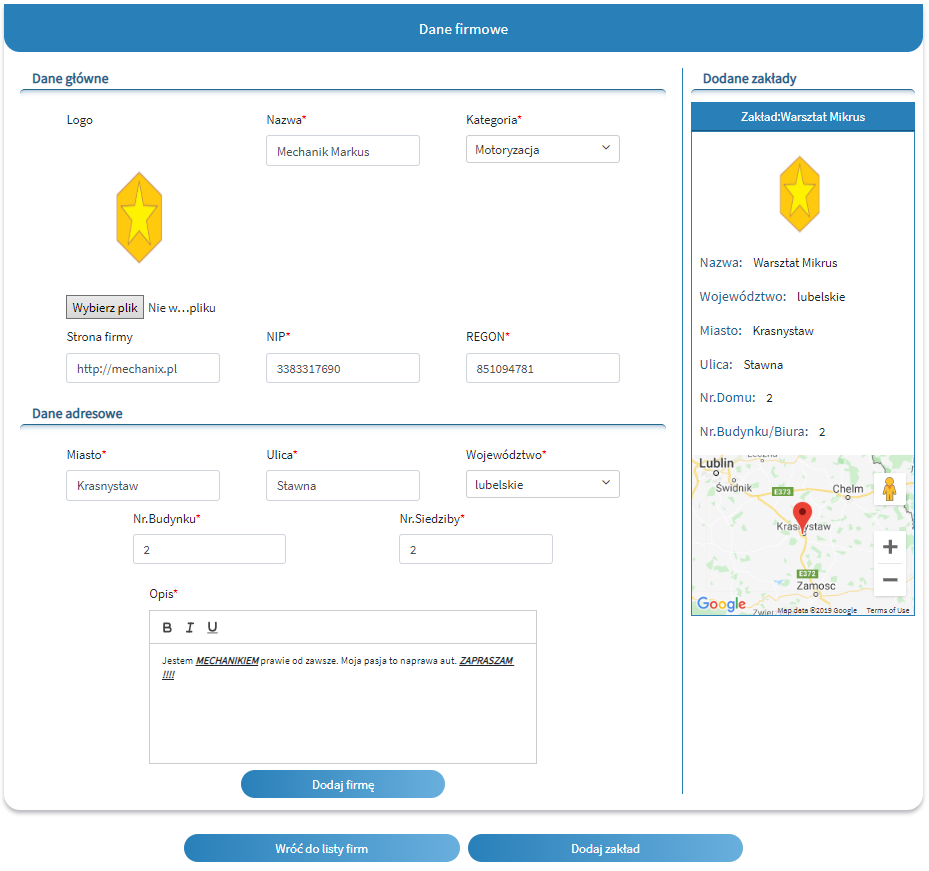 Dane firmowe
Dane główne
Logo
Nazwa*
Kategoria*
Mechanik Markus
Motoryzacja
Wybierz plik Nie w…pliku
Strona firmy
NIP*
REGON*
http://mechanix.pl
3383317690
851094781
Dane adresowe
Miasto*
Ulica*
Województwo*
Krasnystaw
Stawna
lubelskie
Nr.Budynku*
Nr.Siedziby*
2
2
Opis*
B I U
Jestem MECHANIKIEM prawie od zawsze. Moja pasja to naprawa aut. ZAPRASZAM
!!!!
Dodaj firmę
Dodane zakłady
Zakład:Warsztat Mikrus
Nazwa: Warsztat Mikrus
Województwo: lubelskie
Miasto: Krasnystaw
Ulica: Stawna
Nr.Domu: 2
Nr.Budynku/Biura: 2
Lublin
Świdnik
E373
Chelm
Krasnystaw
E372
Zamosc
Google
Map data ©2019 Google
Terms of Use
Wróć do listy firm
Dodaj zakład